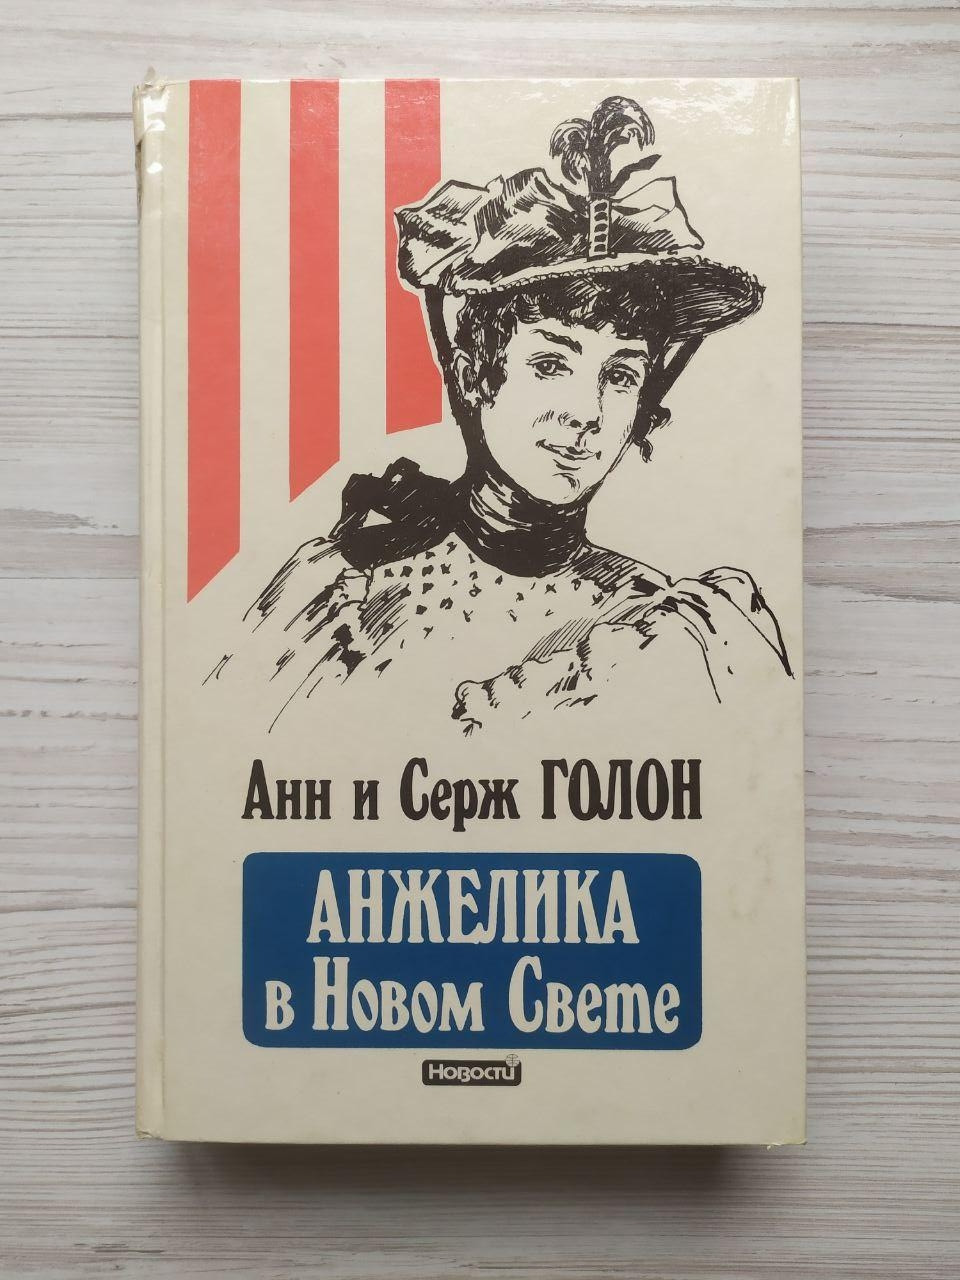 Анн и Серж ГОЛОН
АНЖЕЛИКА
в Новом Свете
Новости